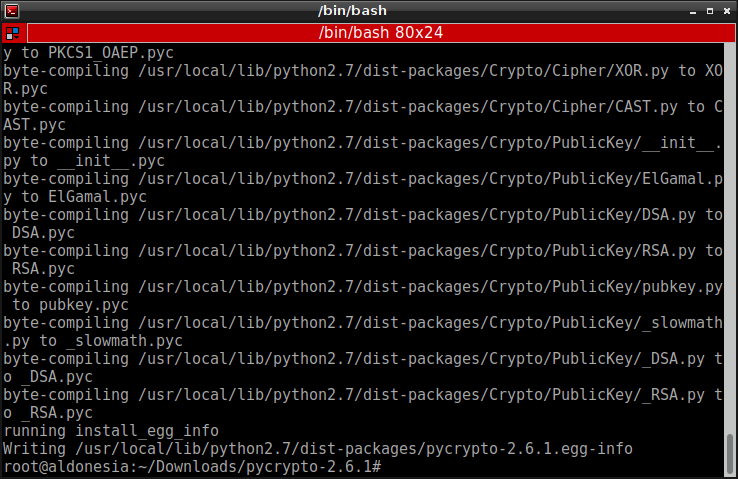 /bin/bash
/bin/bash 80x24
y to PKCS1_OAEP.pyc
byte-compiling /usr/local/lib/python2.7/dist-packages/Crypto/Cipher/XOR.py to XO
R.pyc
byte-compiling /usr/local/lib/python2.7/dist-packages/Crypto/Cipher/CAST.py to C
AST.pyc
byte-compiling /usr/local/lib/python2.7/dist-packages/Crypto/PublicKey/__init__.
py to __init__.pyc
byte-compiling /usr/local/lib/python2.7/dist-packages/Crypto/PublicKey/ElGamal.p
y to ElGamal.pyc
byte-compiling /usr/local/lib/python2.7/dist-packages/Crypto/PublicKey/DSA.py to
 DSA.pyc
byte-compiling /usr/local/lib/python2.7/dist-packages/Crypto/PublicKey/RSA.py to
 RSA.pyc
byte-compiling /usr/local/lib/python2.7/dist-packages/Crypto/PublicKey/pubkey.py
 to pubkey.pyc
byte-compiling /usr/local/lib/python2.7/dist-packages/Crypto/PublicKey/_slowmath
.py to _slowmath.pyc
byte-compiling /usr/local/lib/python2.7/dist-packages/Crypto/PublicKey/_DSA.py t
o _DSA.pyc
byte-compiling /usr/local/lib/python2.7/dist-packages/Crypto/PublicKey/_RSA.py t
o _RSA.pyc
running install_egg_info
Writing /usr/local/lib/python2.7/dist-packages/pycrypto-2.6.1.egg-info
root@aldonesia:~/Downloads/pycrypto-2.6.1#